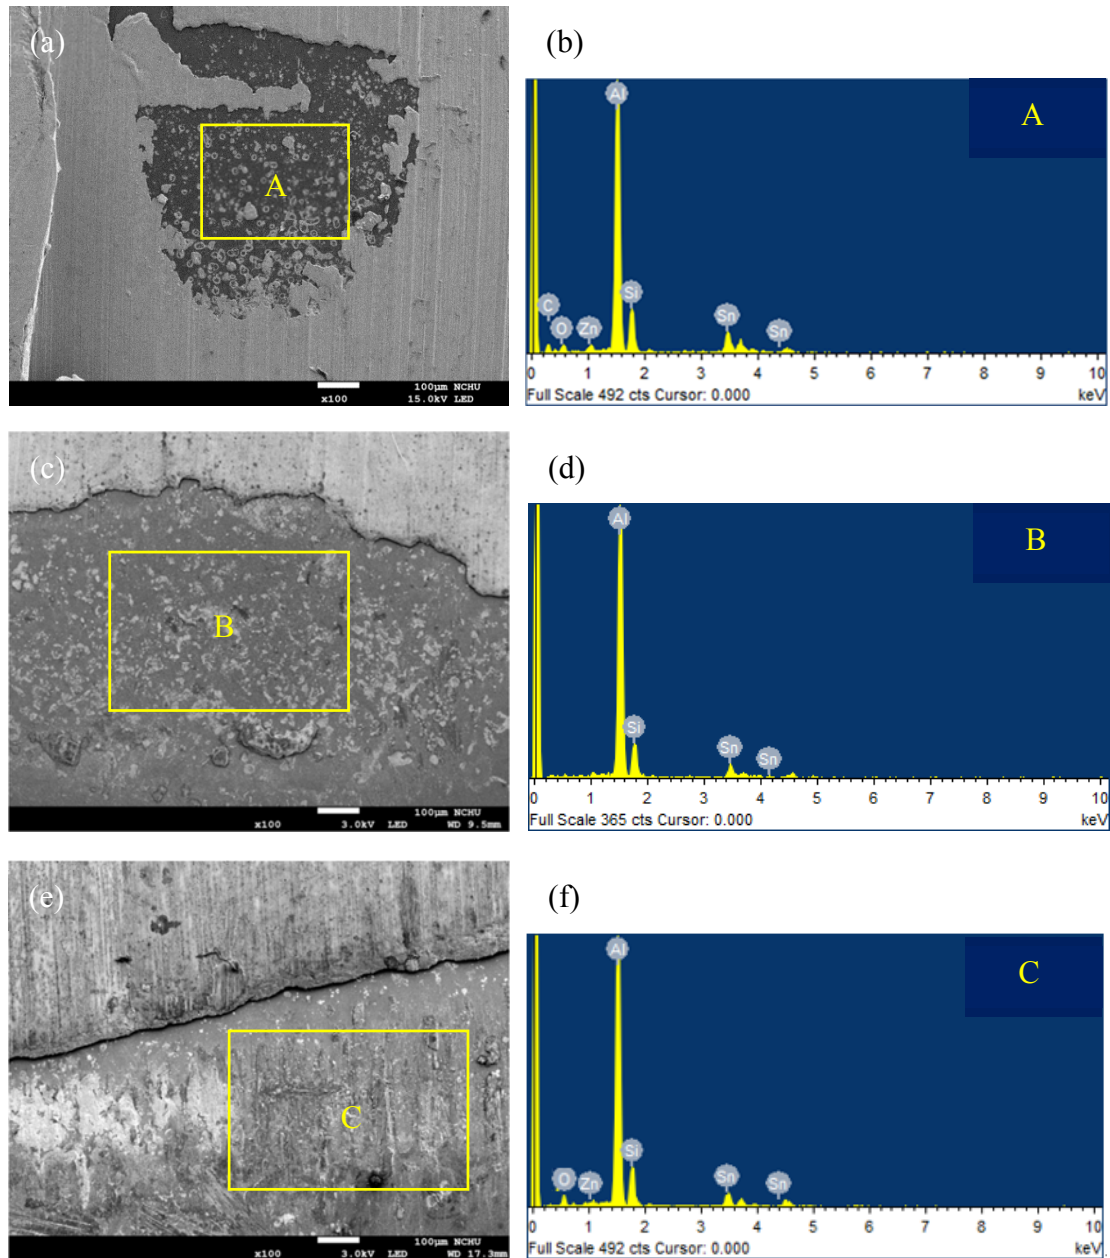 (a)
A
100μm NCHU
x100 15.0kV LED
(b)
A
Al
Si
C
O
Zn
Sn
Sn
0 1 2 3 4 5 6 7 8 9 10
Full Scale 492 cts Cursor: 0.000 keV
(c)
B
100μm NCHU
x100 3.0kV LED WD 9.5mm
(d)
B
Al
Si
Sn
Sn
0 1 2 3 4 5 6 7 8 9 10
Full Scale 365 cts Cursor: 0.000 keV
(e)
C
100μm NCHU
x100 3.0kV LED WD 17.3mm
(f)
C
Al
Si
O
Zn
Sn
Sn
0 1 2 3 4 5 6 7 8 9 10
Full Scale 492 cts Cursor: 0.000 keV